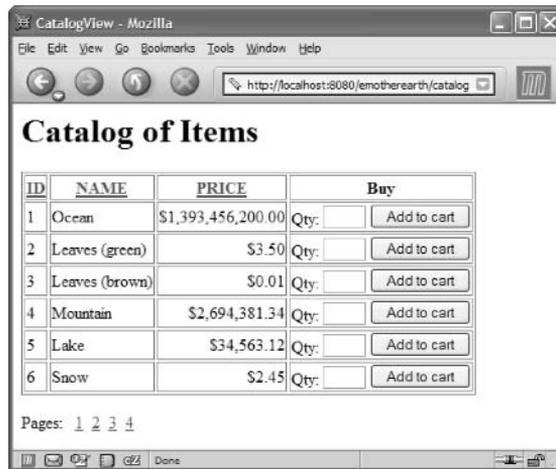 CatalogView - Mozilla
File Edit View Go Bookmarks Tools Window Help
http://localhost:8080/emotherearth/catalog
Catalog of Items
ID NAME PRICE Buy
1 Ocean $1,393,456,200.00 Qty: Add to cart
2 Leaves (green) $3.50 Qty: Add to cart
3 Leaves (brown) $0.01 Qty: Add to cart
4 Mountain $2,694,381.34 Qty: Add to cart
5 Lake $34,563.12 Qty: Add to cart
6 Snow $2.45 Qty: Add to cart
Pages: 1 2 3 4
Done